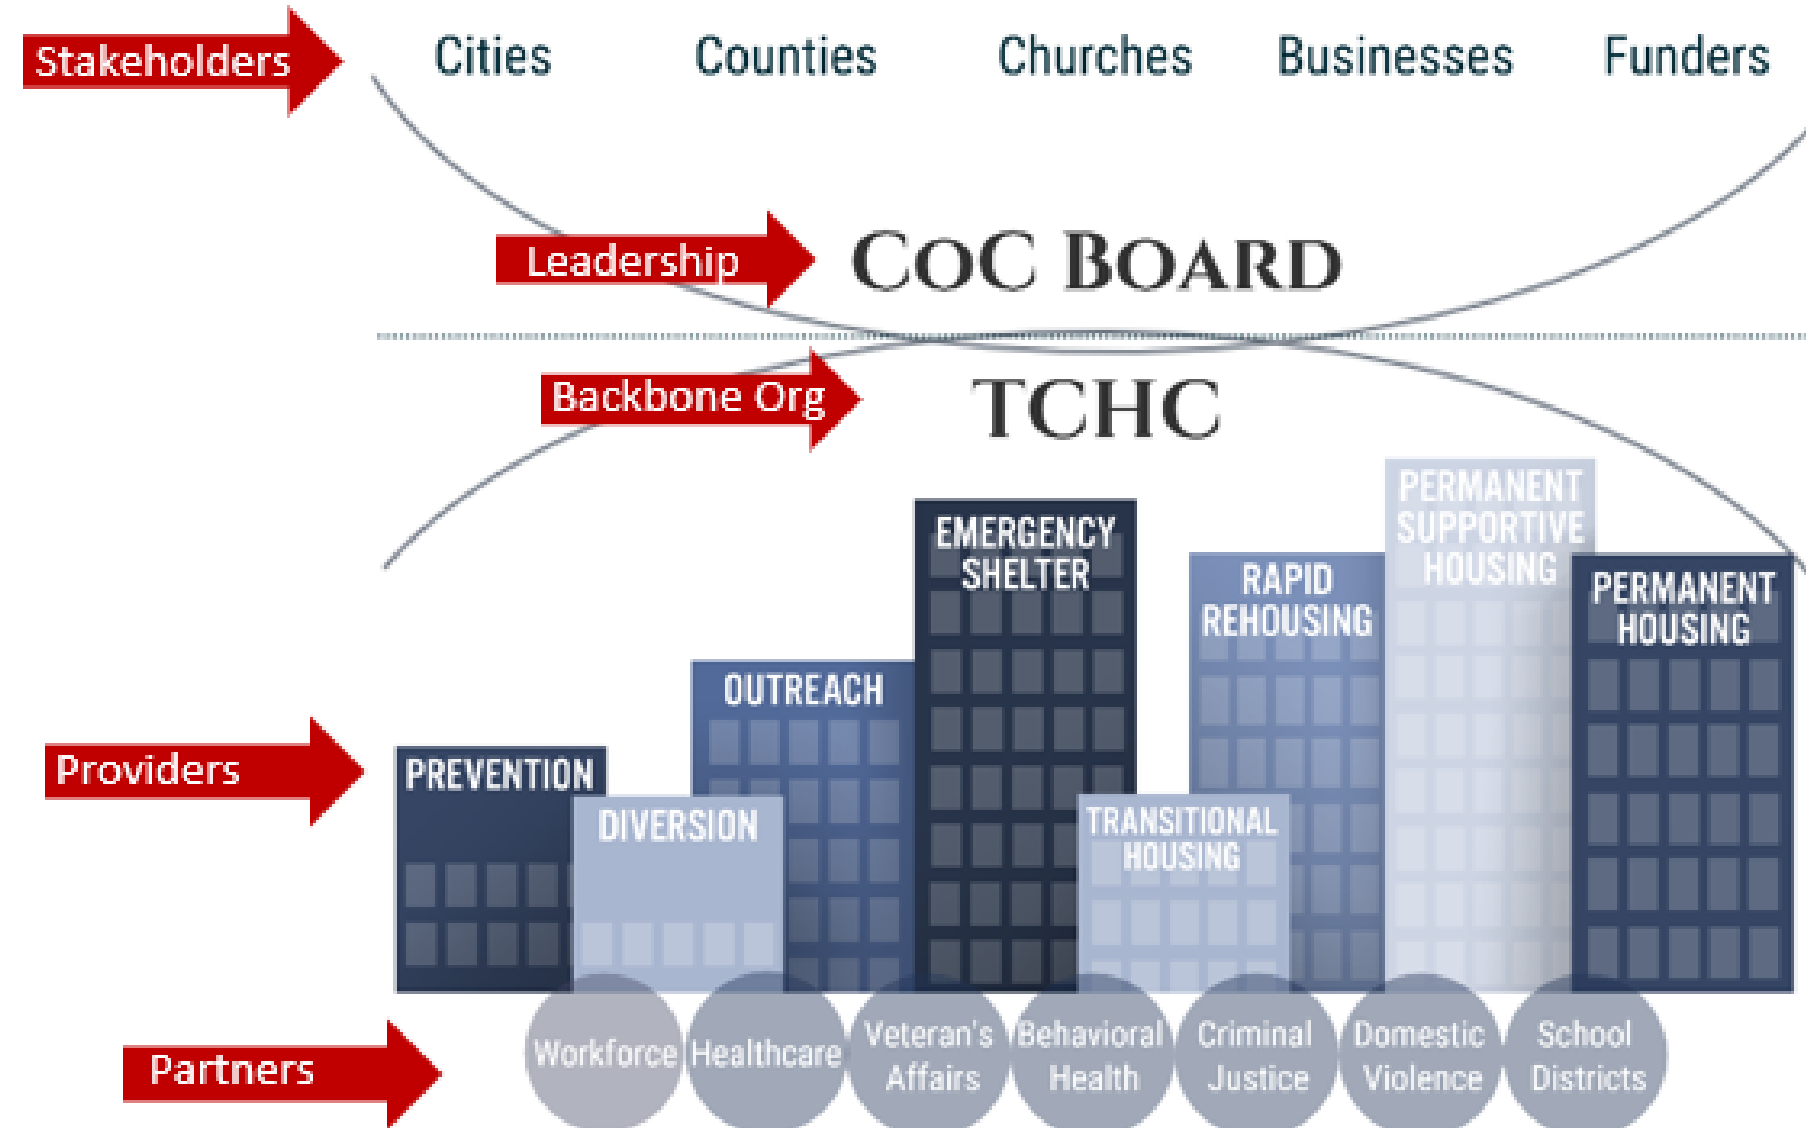 Stakeholders
Cities Counties Churches Businesses Funders
Leadership
CoC Board
Backbone Org
TCHC
PERMANENT
SUPPORTIVE
HOUSING
EMERGENCY
SHELTER
RAPID
REHOUSING
PERMANENT
HOUSING
OUTREACH
Providers
PREVENTION
DIVERSION
TRANSITIONAL
HOUSING
Partners
Workforce
Healthcare
Veteran's
Affairs
Behavioral
Health
Criminal
Justice
Domestic
Violence
School
Districts